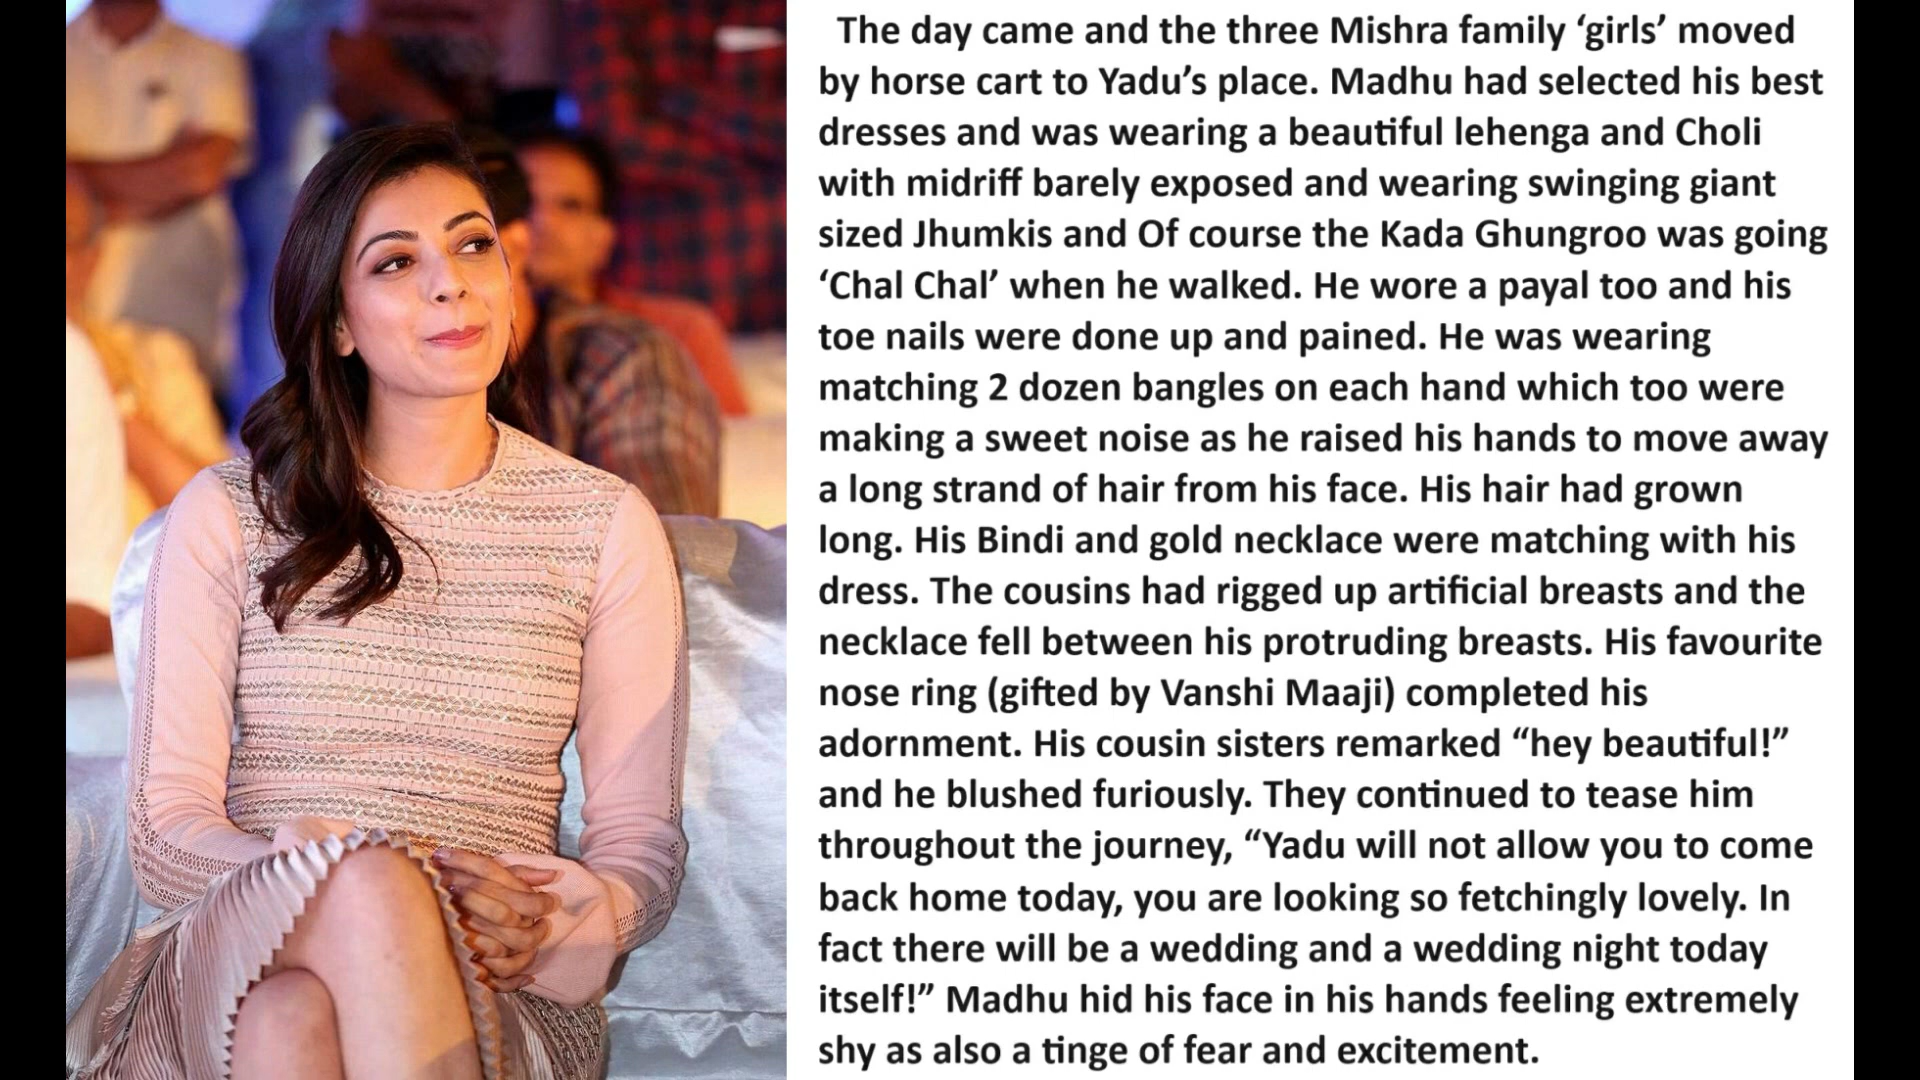 The day came and the three Mishra family ‘girls’ moved
by horse cart to Yadu’s place. Madhu had selected his best
dresses and was wearing a beautiful lehenga and Choli
with midriff barely exposed and wearing swinging giant
sized Jhumkis and Of course the Kada Ghungroo was going
‘Chal Chal’ when he walked. He wore a payal too and his
toe nails were done up and pained. He was wearing
matching 2 dozen bangles on each hand which too were
making a sweet noise as he raised his hands to move away
a long strand of hair from his face. His hair had grown
long. His Bindi and gold necklace were matching with his
dress. The cousins had rigged up artificial breasts and the
necklace fell between his protruding breasts. His favourite
nose ring (gifted by Vanshi Maaji) completed his
adornment. His cousin sisters remarked “hey beautiful!”
and he blushed furiously. They continued to tease him
throughout the journey, “Yadu will not allow you to come
back home today, you are looking so fetchingly lovely. In
fact there will be a wedding and a wedding night today
itself!” Madhu hid his face in his hands feeling extremely
shy as also a tinge of fear and excitement.